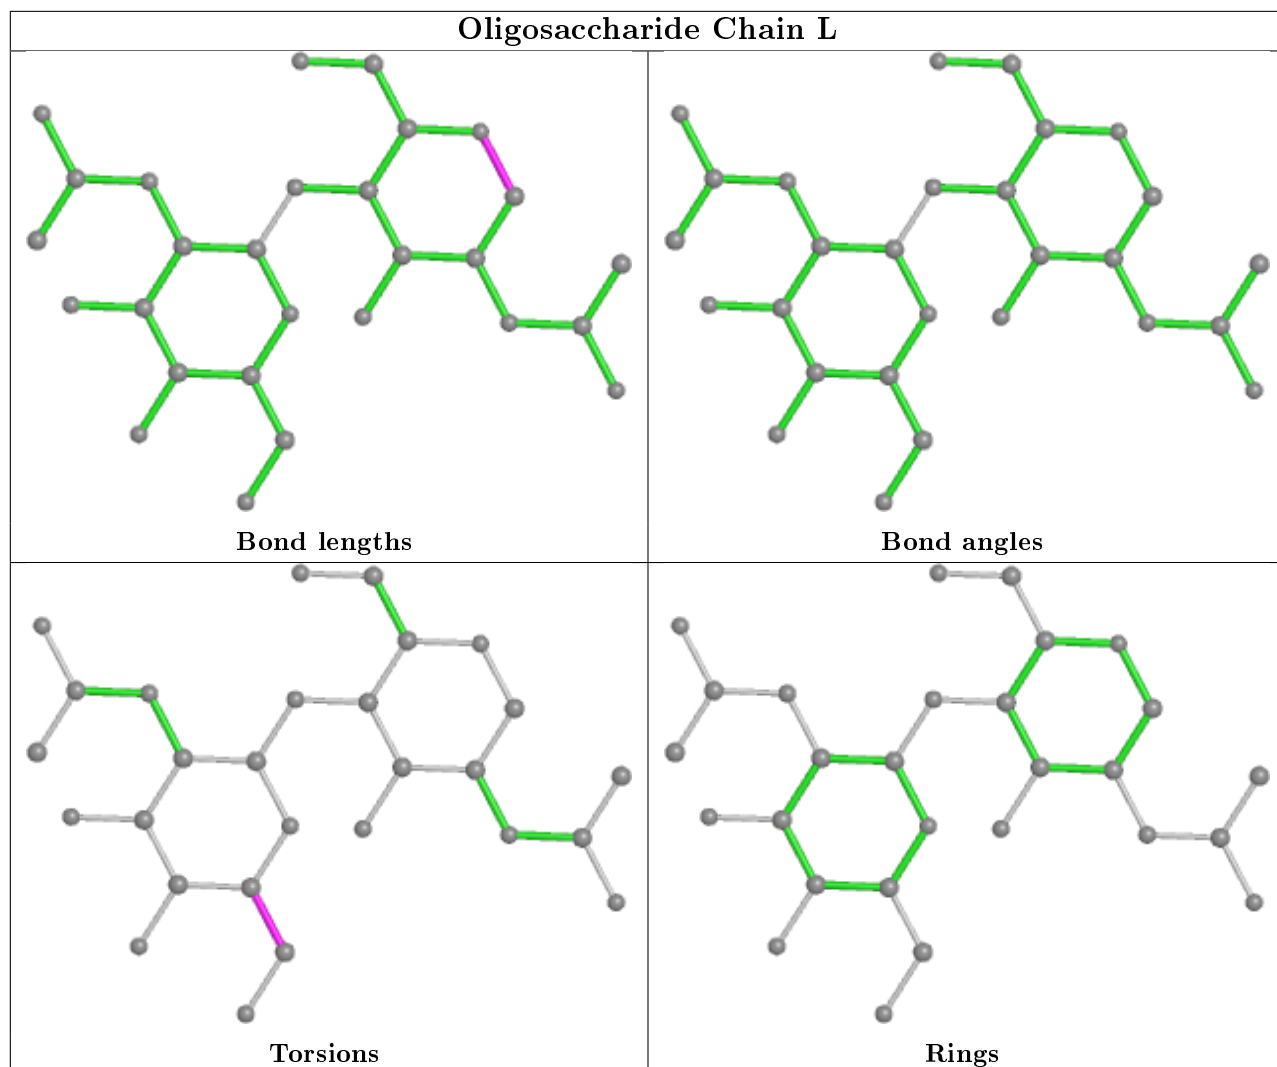 Oligosaccharide Chain L
Bond lengths
Bond angles
Torsions
Rings